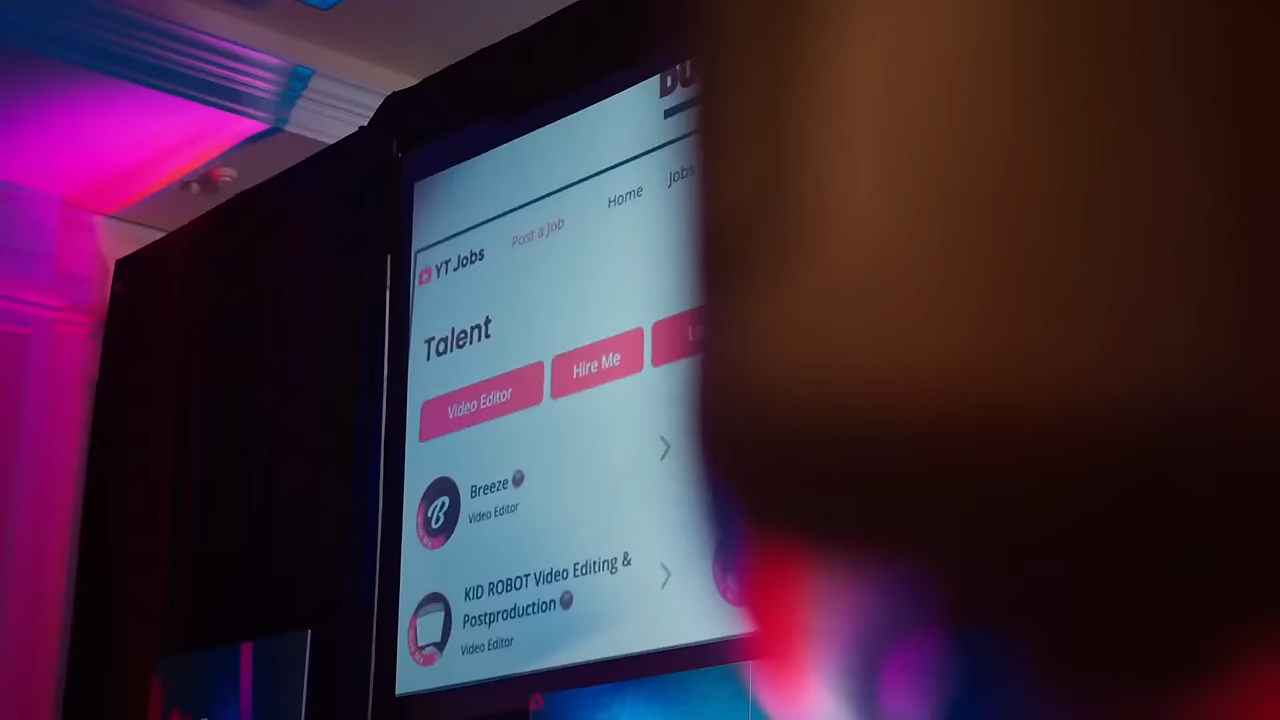 Home
Jobs
Post a Job
YT Jobs
Talent
Video Editor
Hire Me
Breeze
Video Editor
KID ROBOT Video Editing &
Postproduction
Video Editor